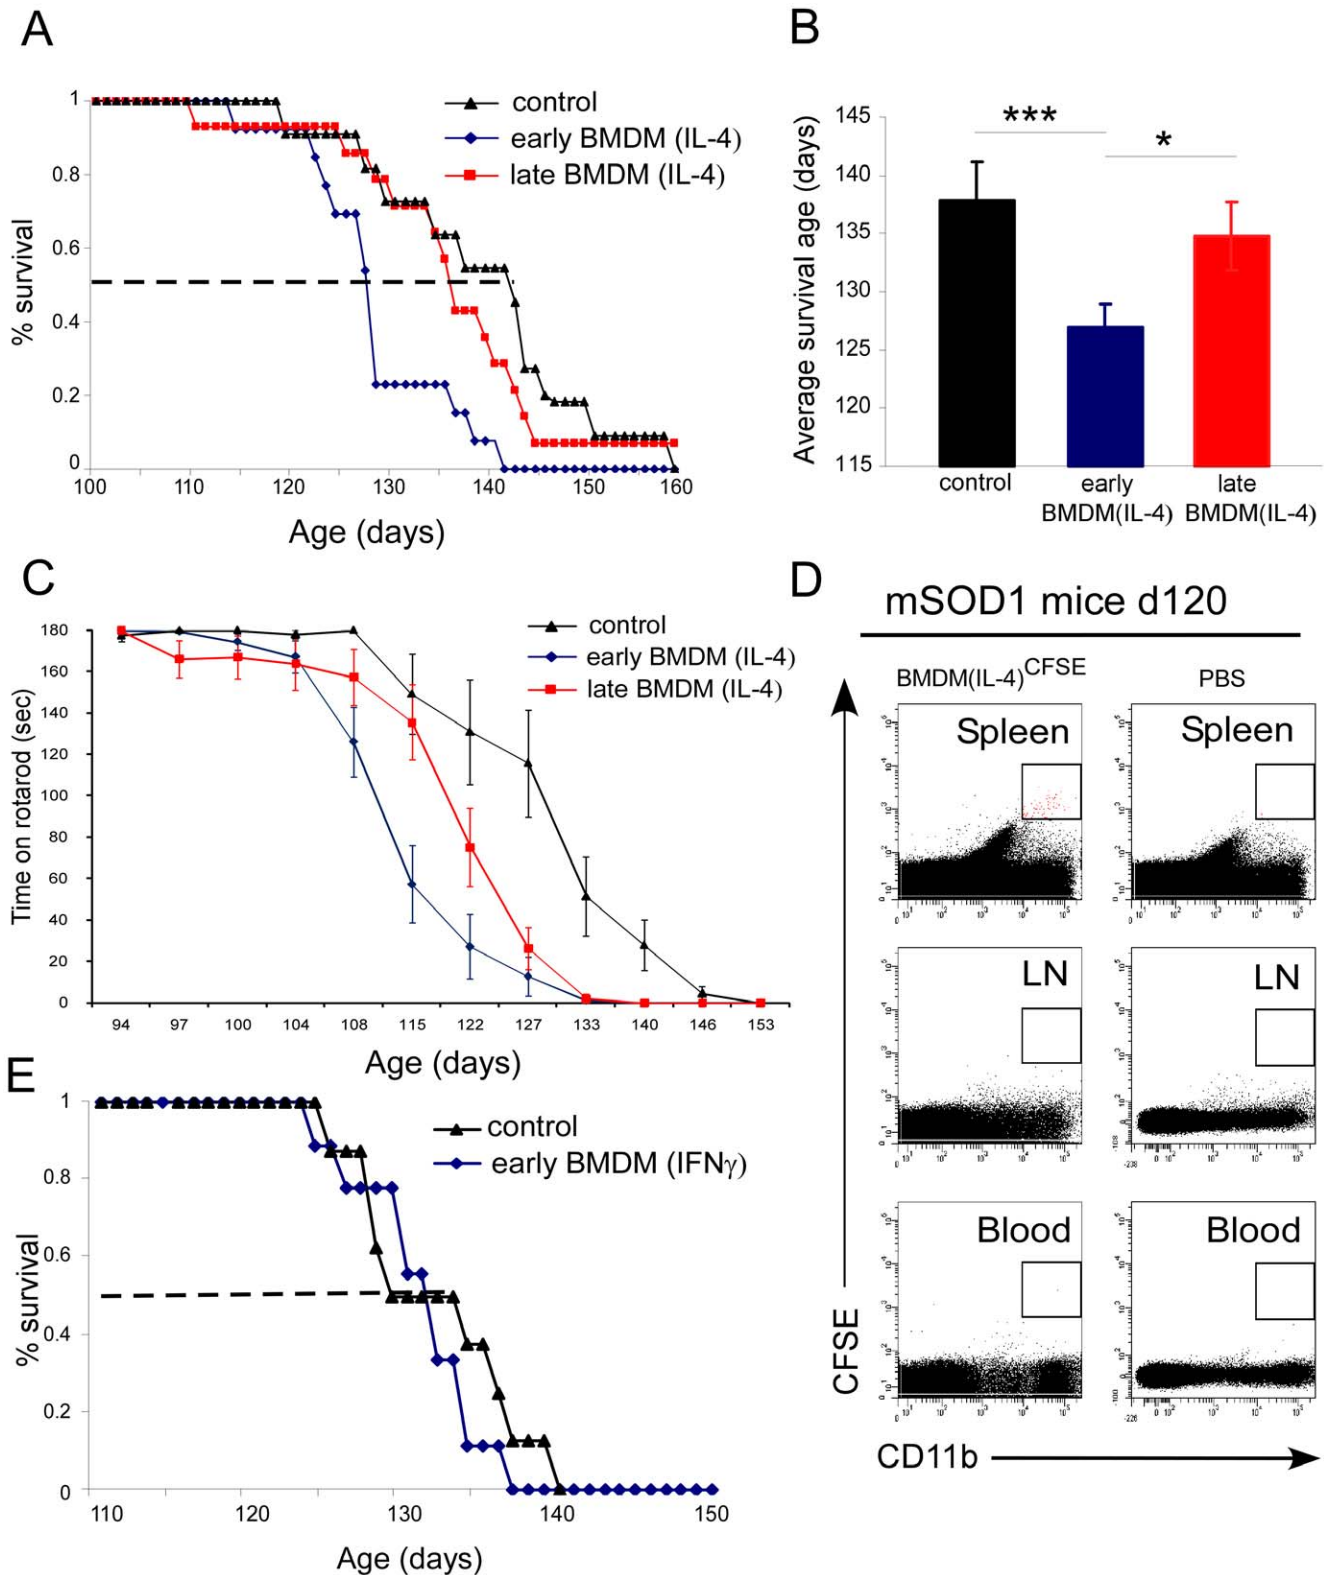 A
control
early BMDM (IL-4)
late BMDM (IL-4)
% survival
1
0.8
0.6
0.4
0.2
0
100 110 120 130 140 150 160
Age (days)
B
***
*
Average survival age (days)
145
140
135
130
125
120
115
control early BMDM(IL-4) late BMDM(IL-4)
C
control
early BMDM (IL-4)
late BMDM (IL-4)
Time on rotarod (sec)
180
160
140
120
100
80
60
40
20
0
94 97 100 104 108 115 122 127 133 140 146 153
Age (days)
D
mSOD1 mice d120
BMDM(IL-4)CFSE PBS
Spleen Spleen
LN LN
Blood Blood
CFSE
CD11b
E
control
early BMDM (IFNγ)
% survival
1
0.8
0.6
0.4
0.2
0
110 120 130 140 150
Age (days)